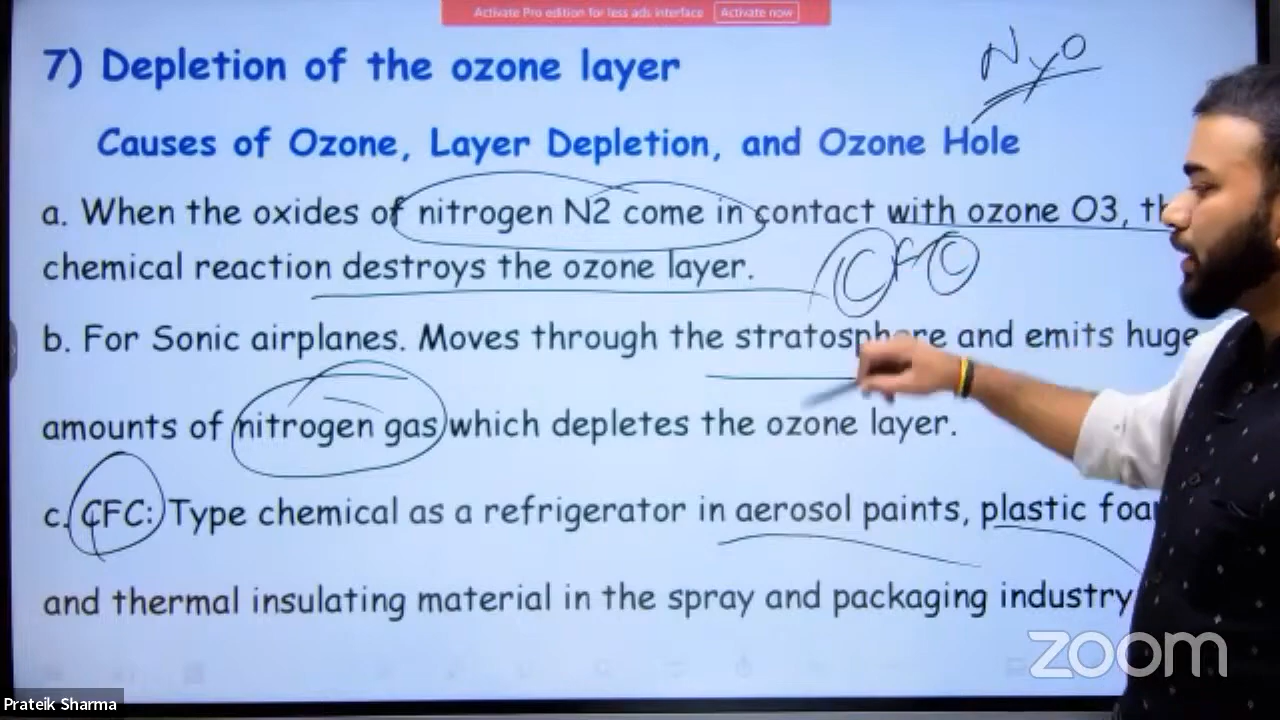 Activate Pro edition for less ads interface Activate now
7) Depletion of the ozone layer
N2O
Causes of Ozone, Layer Depletion, and Ozone Hole
a. When the oxides of nitrogen N2 come in contact with ozone O3,
chemical reaction destroys the ozone layer.
CFC
b. For Sonic airplanes. Moves through the stratosphere and emits huge
amounts of nitrogen gas which depletes the ozone layer.
c. CFC: Type chemical as a refrigerator in aerosol paints, plastic
and thermal insulating material in the spray and packaging industry
zoom
Prateik Sharma